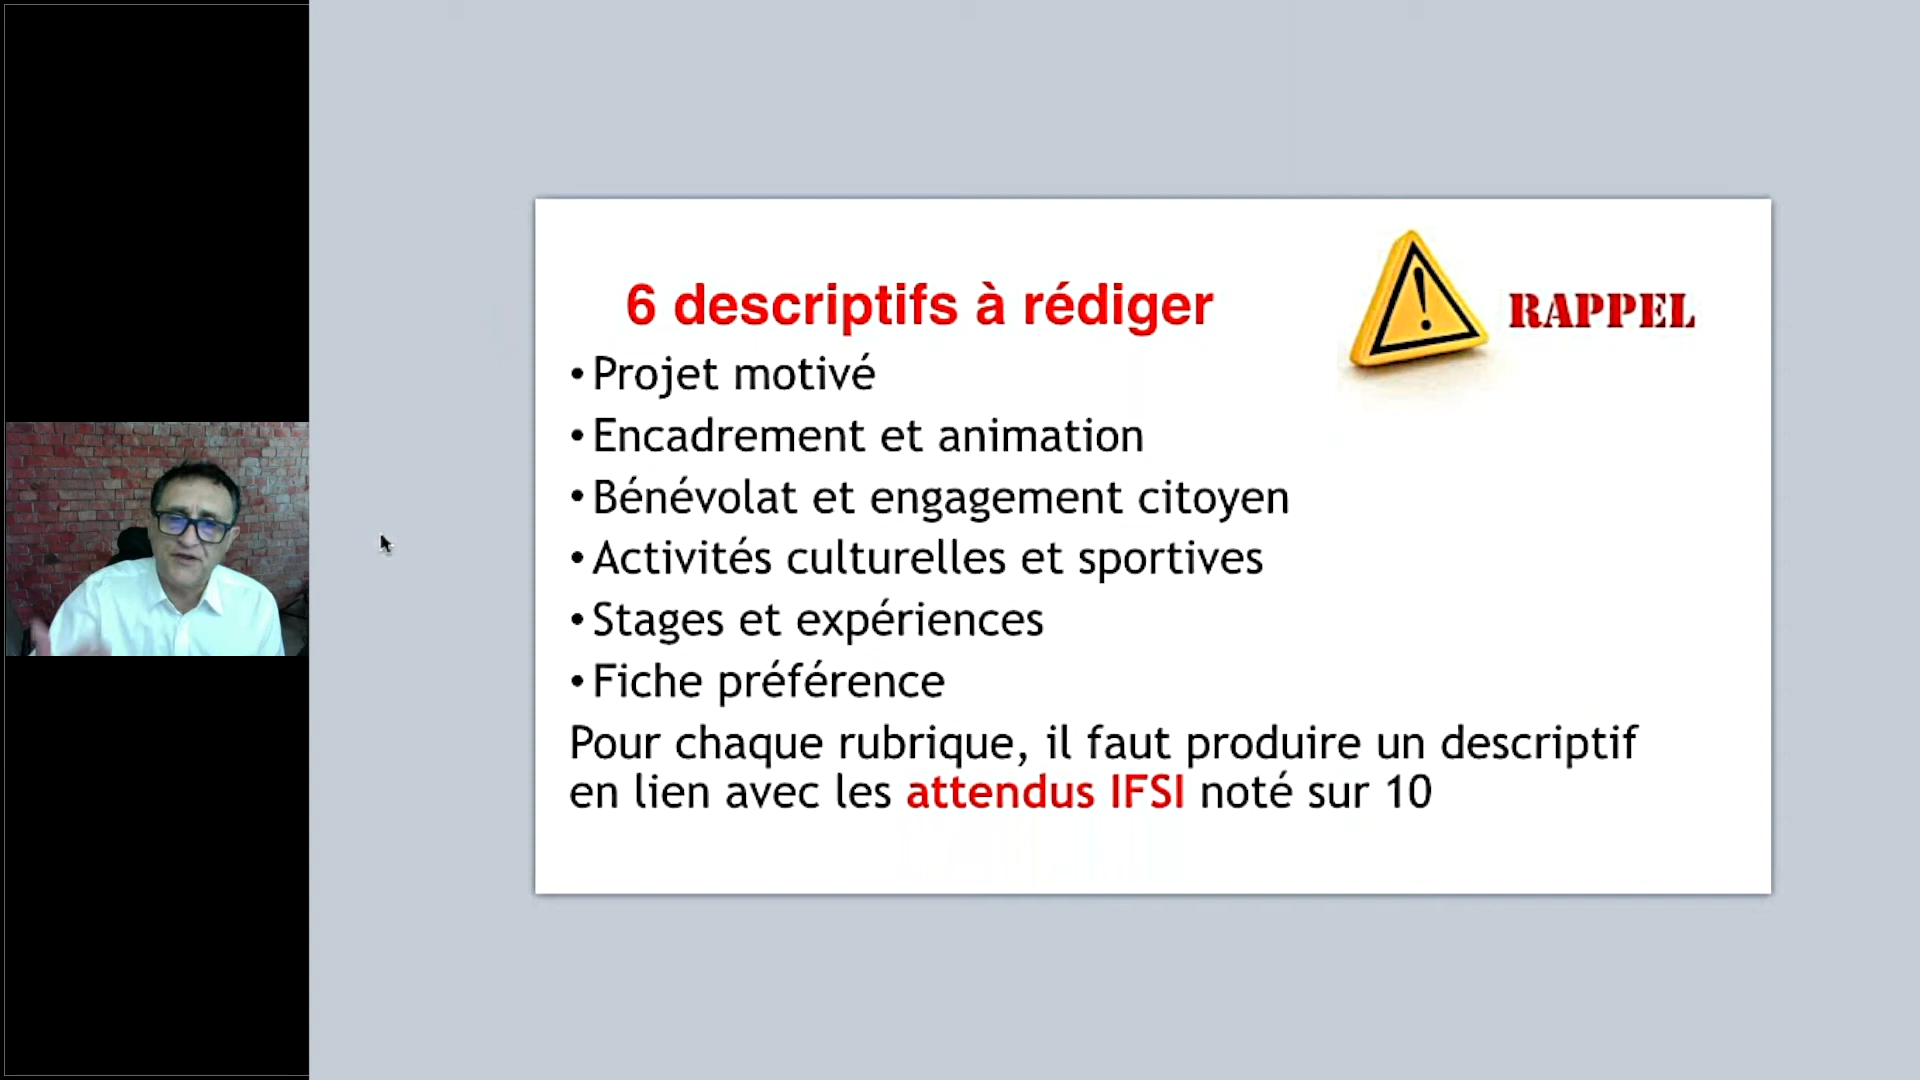 6 descriptifs à rédiger
RAPPEL
• Projet motivé
• Encadrement et animation
• Bénévolat et engagement citoyen
• Activités culturelles et sportives
• Stages et expériences
• Fiche préférence
Pour chaque rubrique, il faut produire un descriptif
en lien avec les attendus IFSI noté sur 10